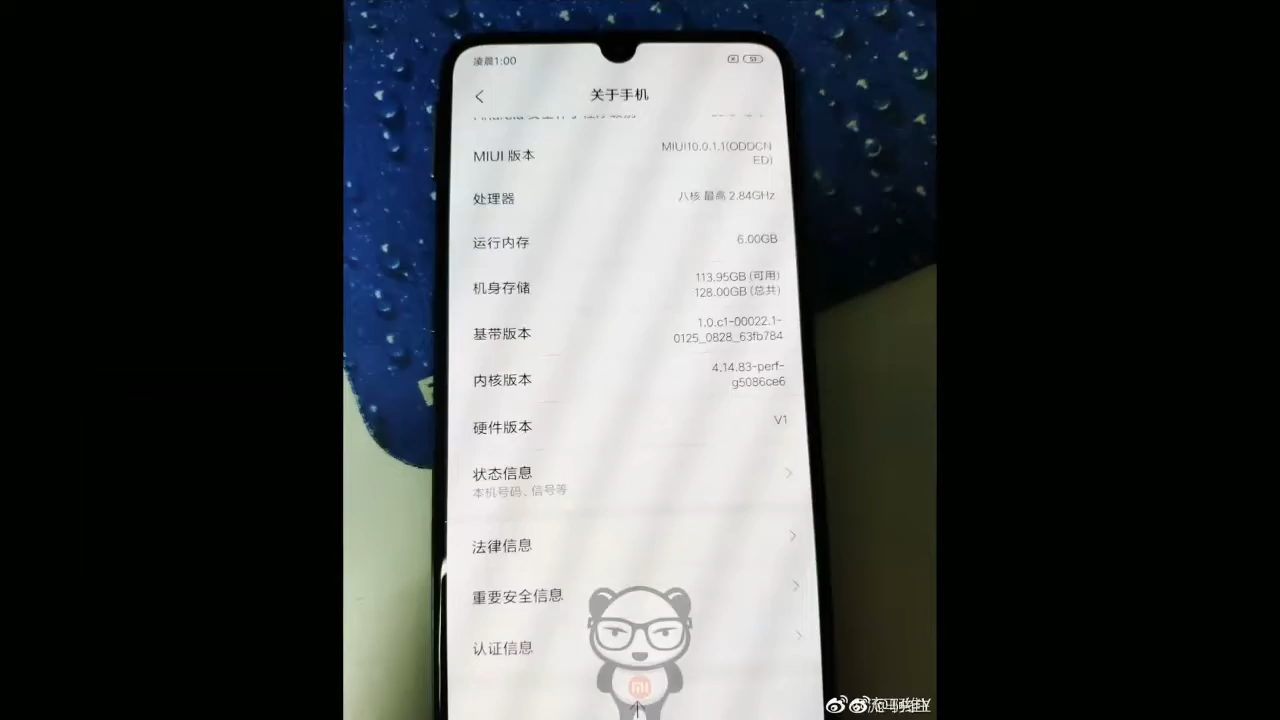 凌晨1:00
51
关于手机
MIUI 版本
MIUI10.0.1.1(ODDCN
ED)
处理器
八核 最高 2.84GHz
运行内存
6.00GB
机身存储
113.95GB (可用)
128.00GB (总共)
基带版本
1.0.c1-00022.1-
0125_0828_63fb784
内核版本
4.14.83-perf-
g5086ce6
硬件版本
V1
状态信息
本机号码、信号等
法律信息
重要安全信息
认证信息